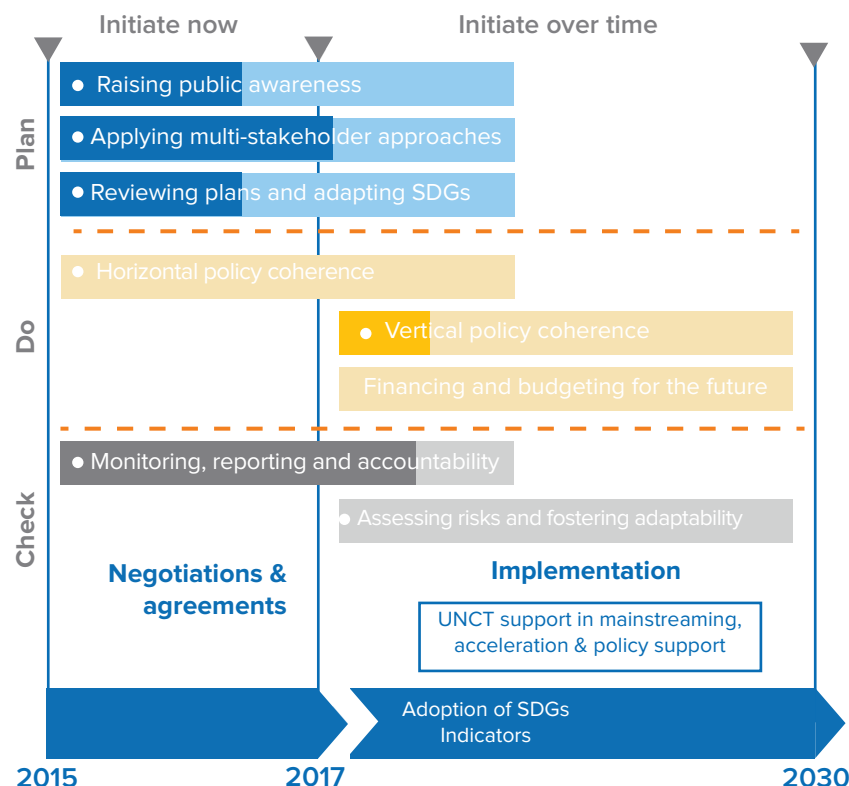 Initiate now
Initiate over time
Plan
Raising public awareness
Applying multi-stakeholder approaches
Reviewing plans and adapting SDGs
Do
Horizontal policy coherence
Vertical policy coherence
Financing and budgeting for the future
Check
Monitoring, reporting and accountability
Assessing risks and fostering adaptability
Negotiations &
agreements
Implementation
UNCT support in mainstreaming,
acceleration & policy support
Adoption of SDGs
Indicators
2015
2017
2030